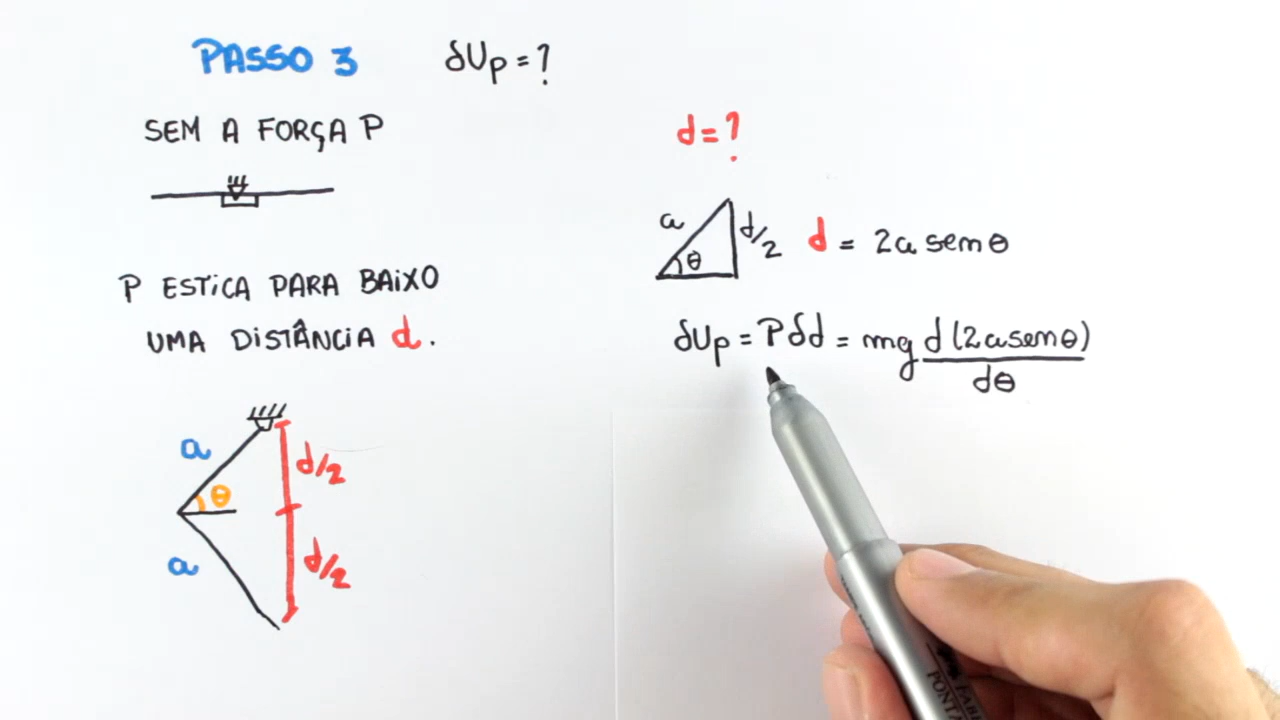 PASSO 3 δUp = ?
SEM A FORÇA P
P ESTICA PARA BAIXO
UMA DISTÂNCIA d.
a
θ
d/2
a
d/2
d = ?
a
θ
d/2
d = 2a senθ
δUp = Pδd = mg d(2a senθ)
dθ